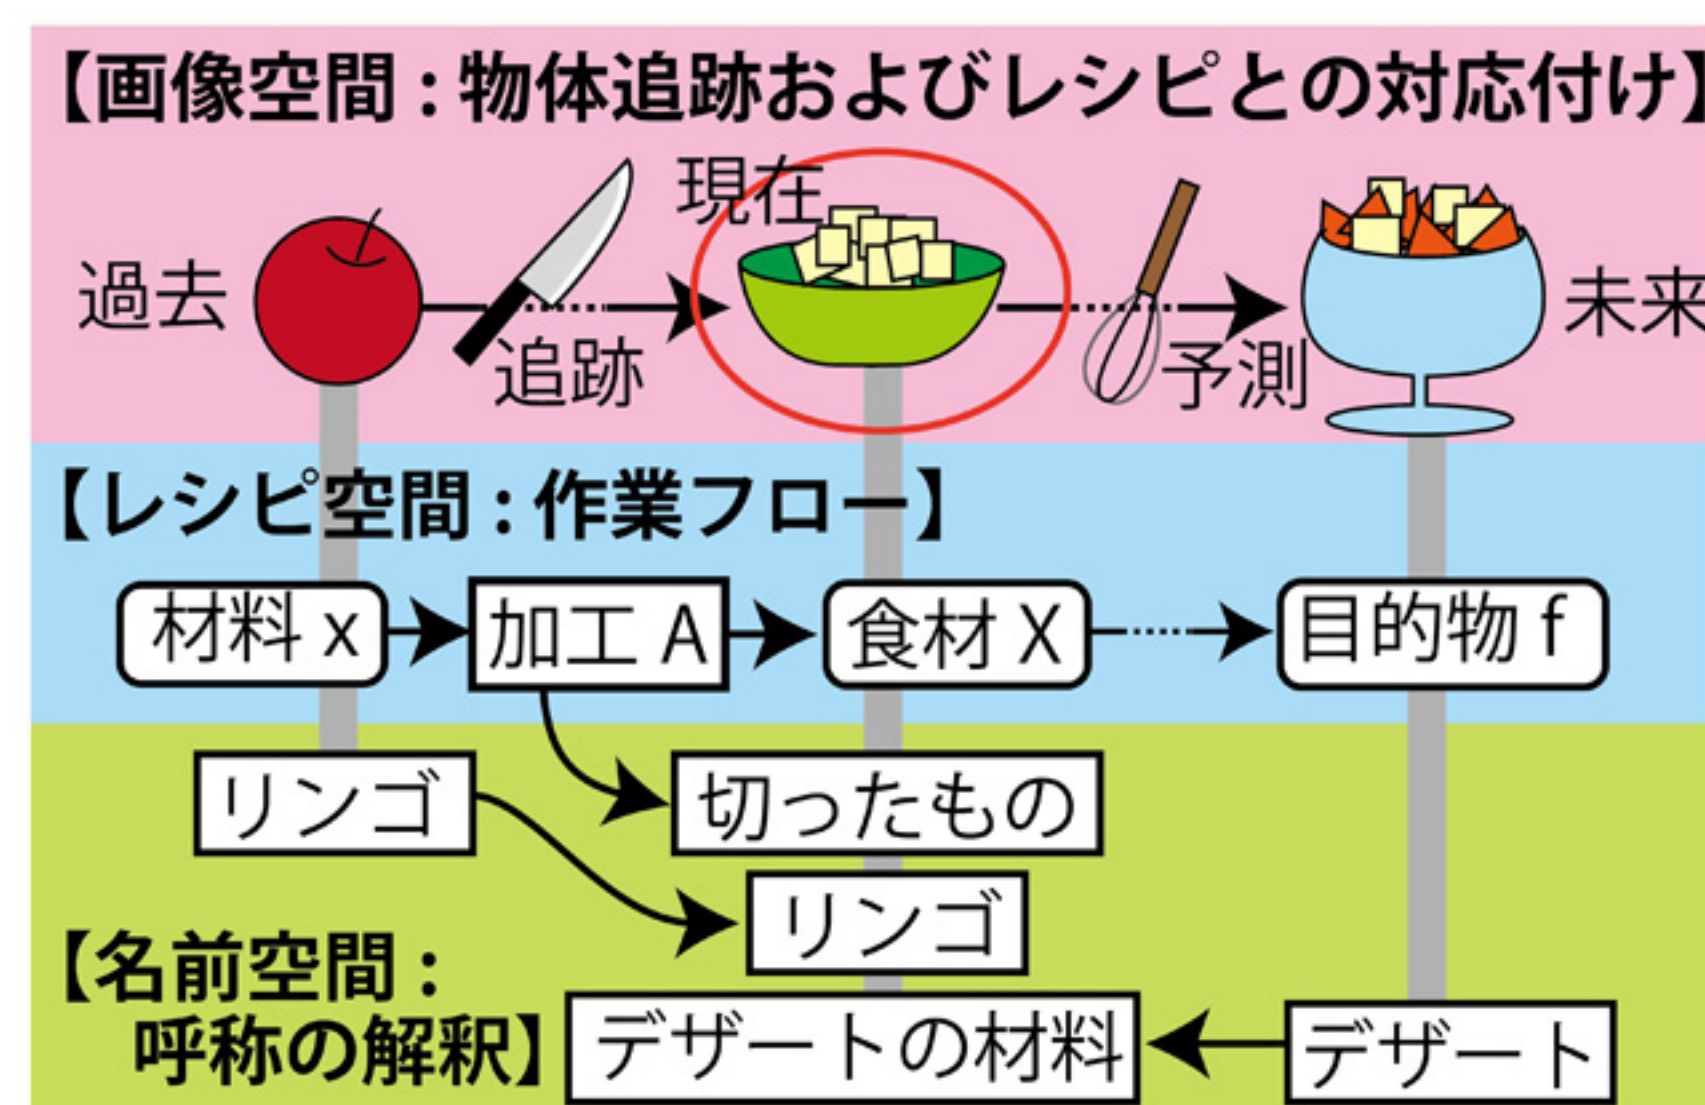 【画像空間：物体追跡およびレシピとの対応付け】
現在
過去
未来
追跡
予測
【レシピ空間：作業フロー】
材料 x
加工 A
食材 X
目的物 f
リンゴ
切ったもの
リンゴ
【名前空間：
呼称の解釈】
デザートの材料
デザート